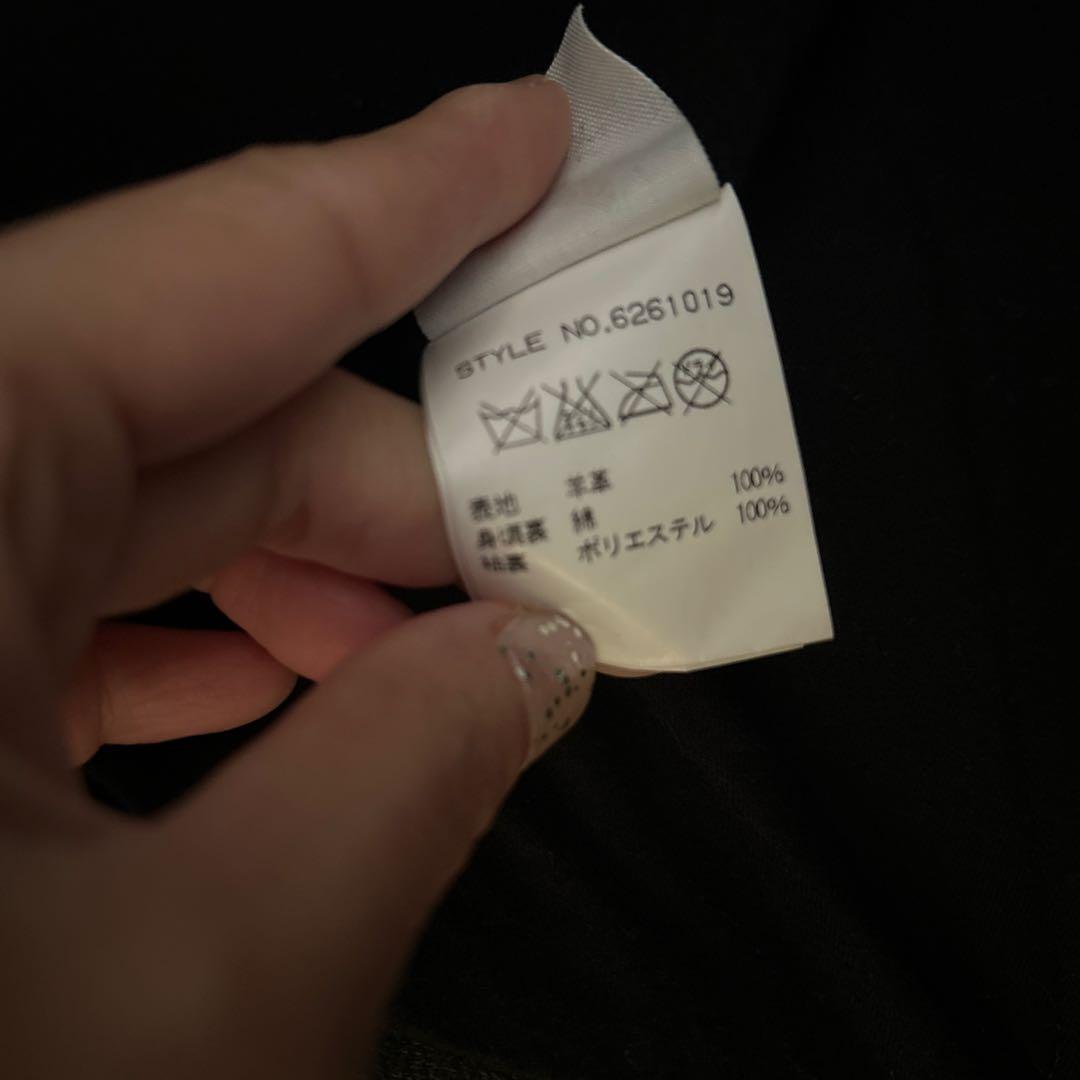 STYLE NO.6261019
表地 羊革
身頃裏 綿 100%
袖裏 ポリエステル 100%